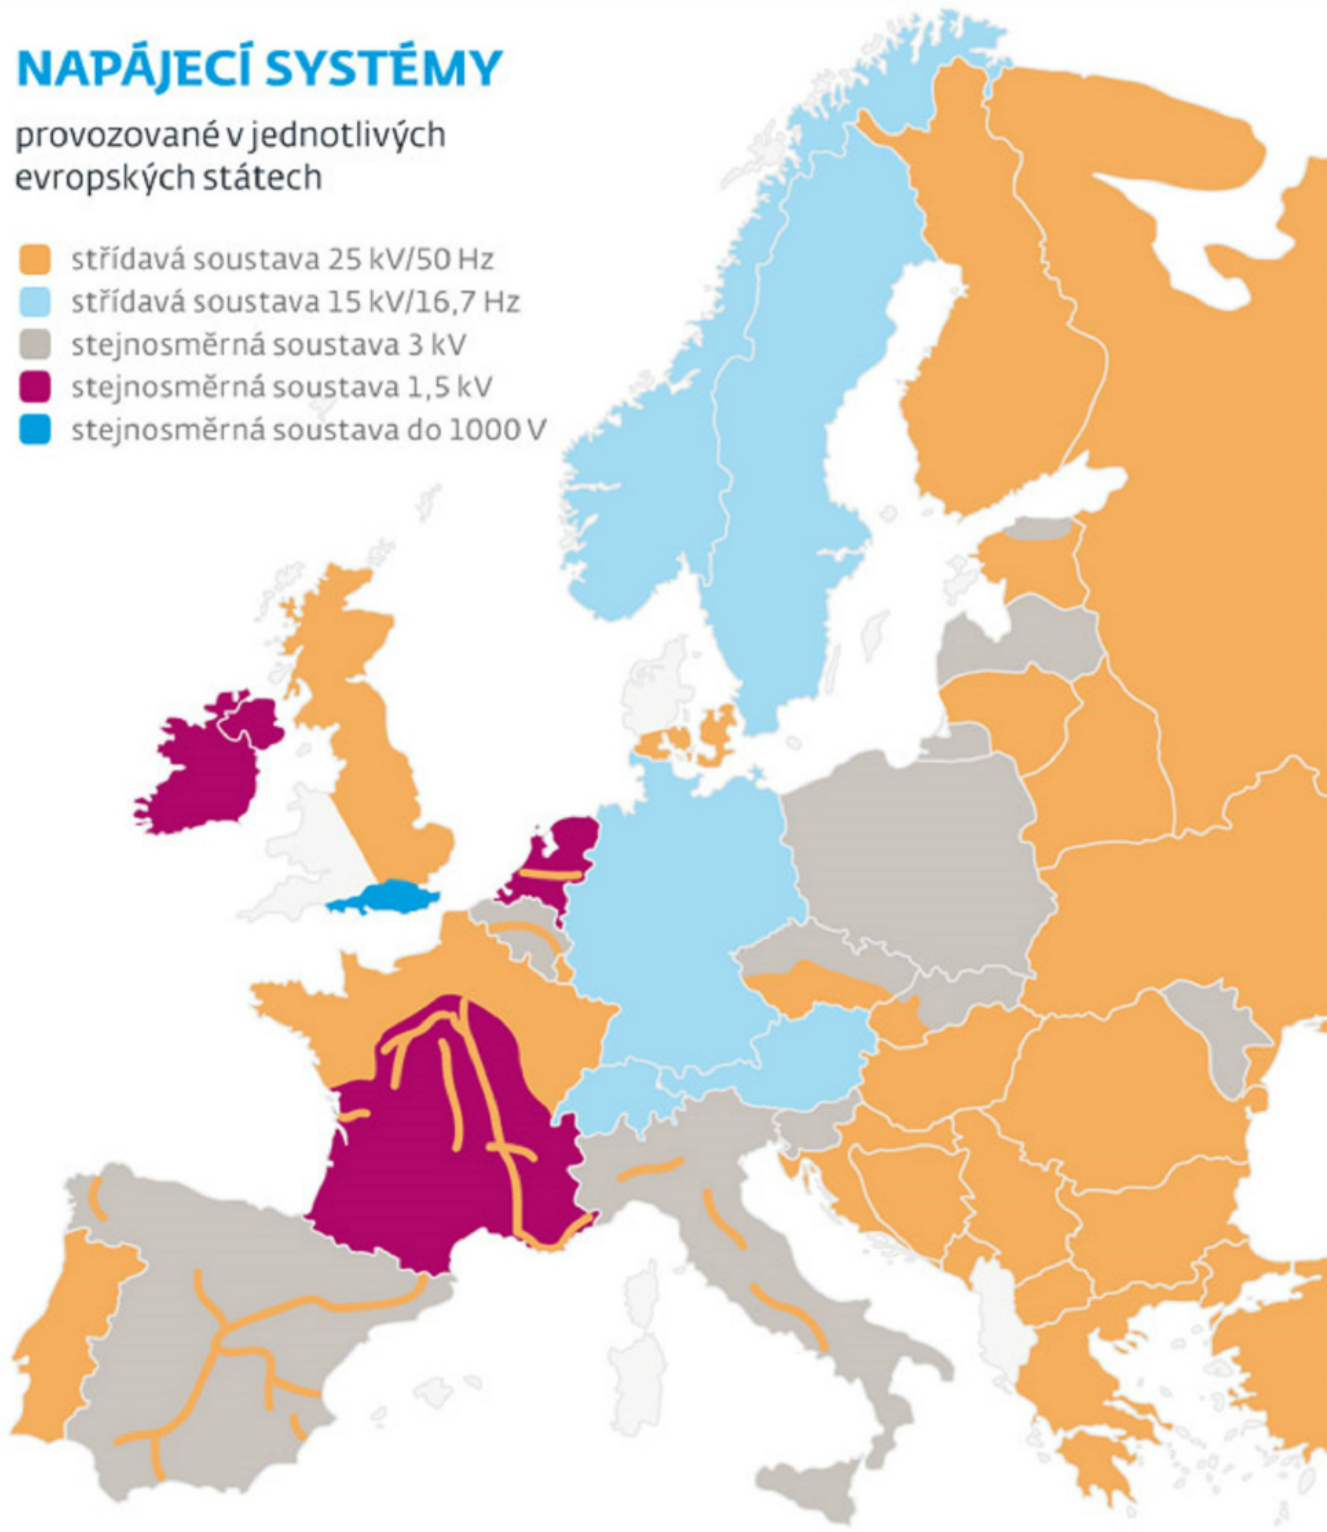 NAPÁJECÍ SYSTÉMY
provozované v jednotlivých
evropských státech
střídavá soustava 25 kV/50 Hz
střídavá soustava 15 kV/16,7 Hz
stejnosměrná soustava 3 kV
stejnosměrná soustava 1,5 kV
stejnosměrná soustava do 1000 V